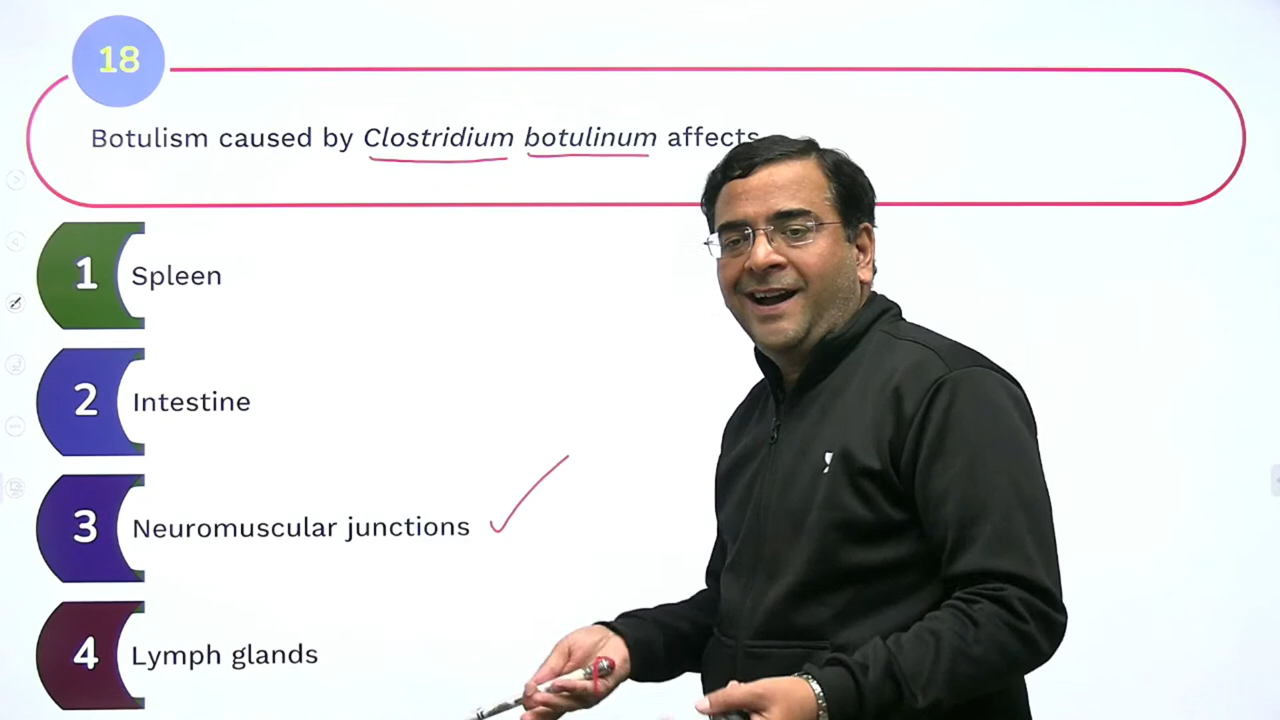 18
Botulism caused by Clostridium botulinum affects
1 Spleen
2 Intestine
3 Neuromuscular junctions
4 Lymph glands